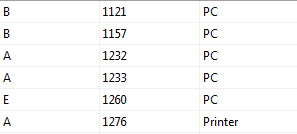 B 1121 PC
B 1157 PC
A 1232 PC
A 1233 PC
E 1260 PC
A 1276 Printer